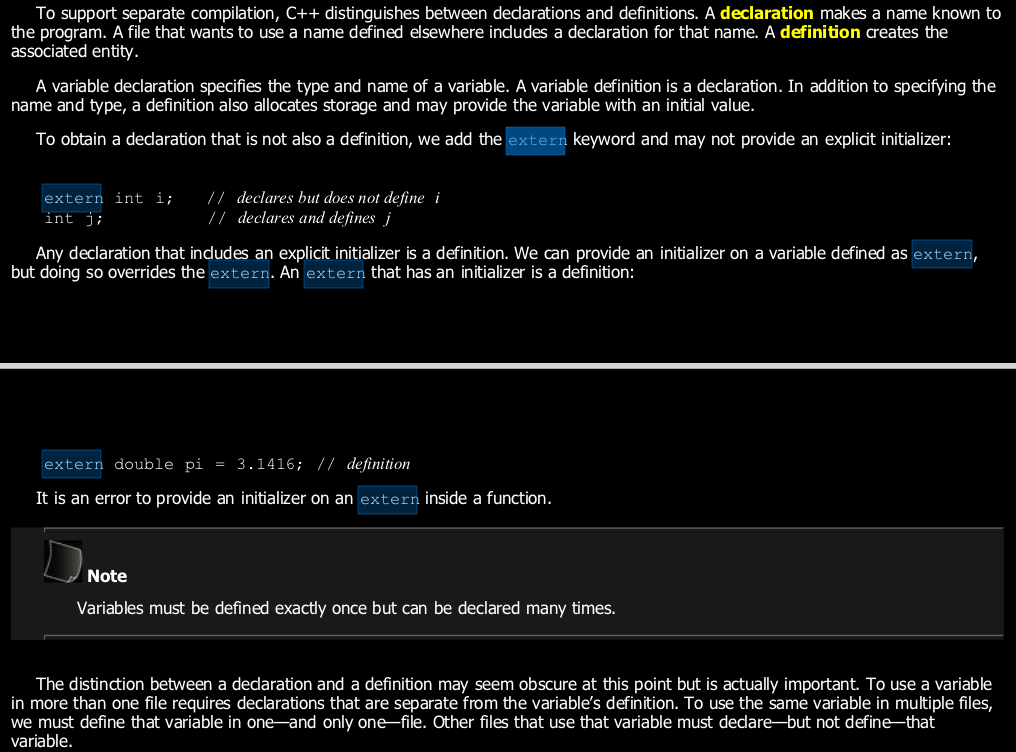 To support separate compilation, C++ distinguishes between declarations and definitions. A declaration makes a name known to
the program. A file that wants to use a name defined elsewhere includes a declaration for that name. A definition creates the
associated entity.
A variable declaration specifies the type and name of a variable. A variable definition is a declaration. In addition to specifying the
name and type, a definition also allocates storage and may provide the variable with an initial value.
To obtain a declaration that is not also a definition, we add the extern keyword and may not provide an explicit initializer:
extern int i; // declares but does not define i
int j; // declares and defines j
Any declaration that includes an explicit initializer is a definition. We can provide an initializer on a variable defined as extern,
but doing so overrides the extern. An extern that has an initializer is a definition:
extern double pi = 3.1416; // definition
It is an error to provide an initializer on an extern inside a function.
Note
Variables must be defined exactly once but can be declared many times.
The distinction between a declaration and a definition may seem obscure at this point but is actually important. To use a variable
in more than one file requires declarations that are separate from the variable’s definition. To use the same variable in multiple files,
we must define that variable in one—and only one—file. Other files that use that variable must declare—but not define—that
variable.